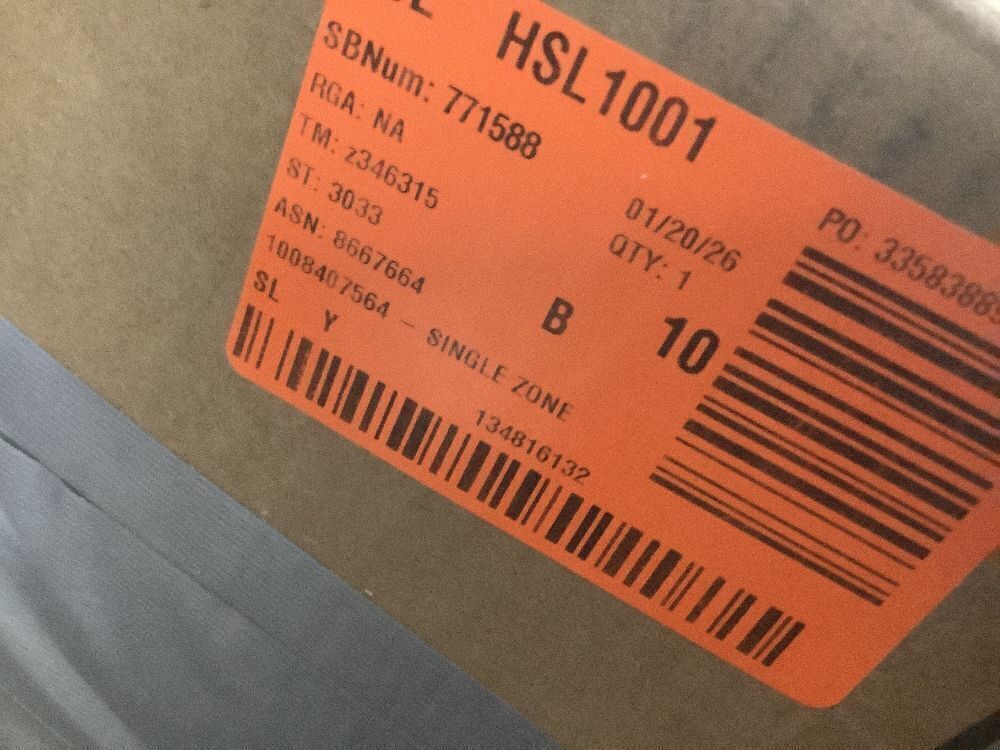 HSL1001
SBNum: 771588
RGA: NA
TM: z346315
01/20/26
ST: 3033
QTY: 1
ASN: 8667664
1008407564 – SINGLE ZONE
B 10
SL Y
134816132
PO: